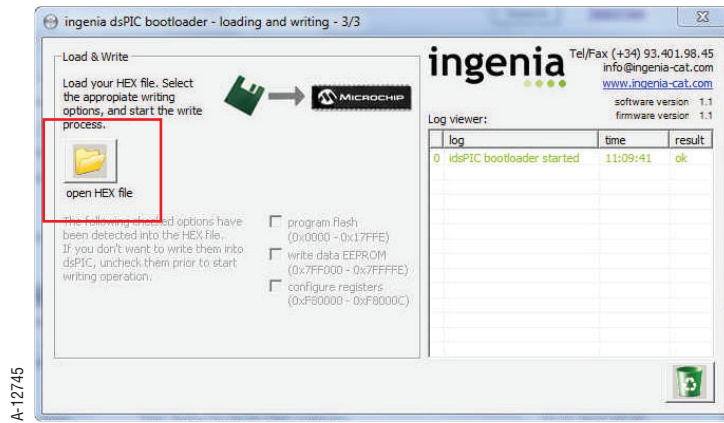 ingenia dsPIC bootloader - loading and writing - 3/3
Load & Write
Load your HEX file. Select
the appropiate writing
options, and start the write
process.
MICROCHIP
open HEX file
The following checked options have
been detected into the HEX file.
If you don't want to write them into
dsPIC, uncheck them prior to start
writing operation.
program flash
(0x0000 - 0x17FFE)
write data EEPROM
(0x7FF000 - 0x7FFFFE)
configure registers
(0xF80000 - 0xF8000C)
ingenia
Tel/Fax (+34) 93.401.98.45
info@ingenia-cat.com
www.ingenia-cat.com
software version 1.1
firmware version 1.1
Log viewer:
log time result
0 idsPIC bootloader started 11:09:41 ok
A-12745